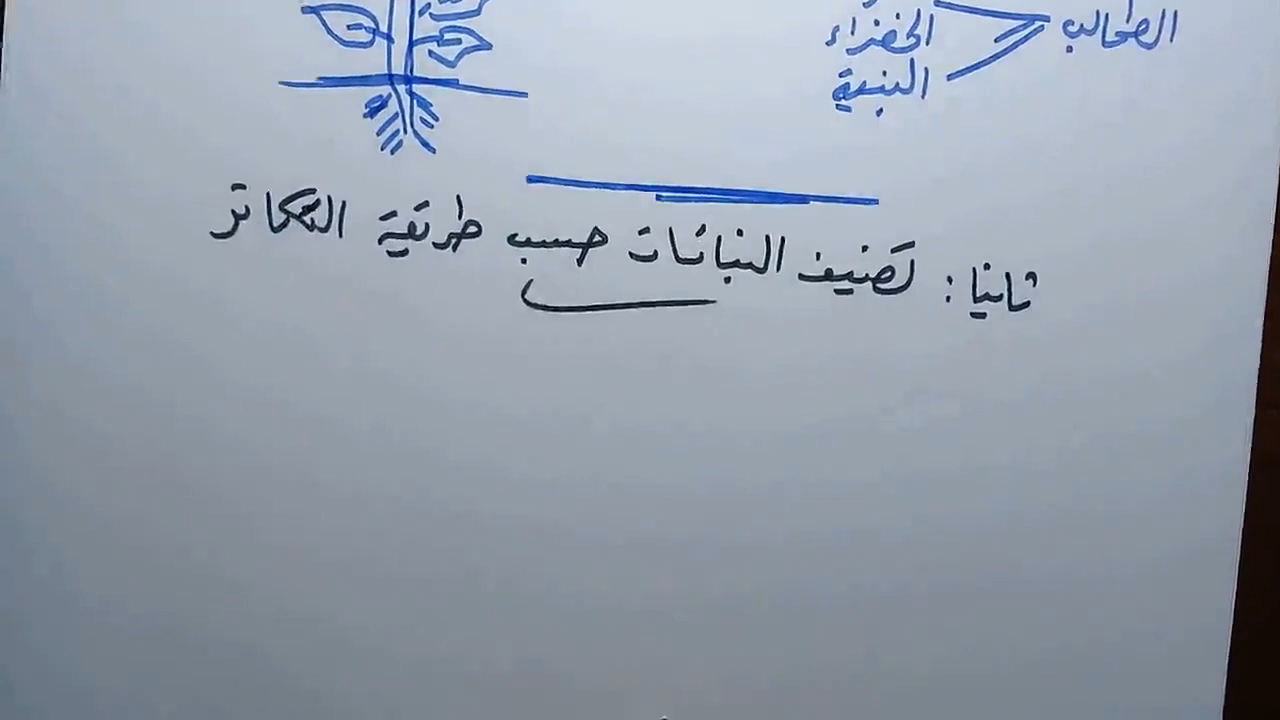 الطحالب
الخضراء
البنية
ثانيا: تصنيف النباتات حسب طريقة التكاثر